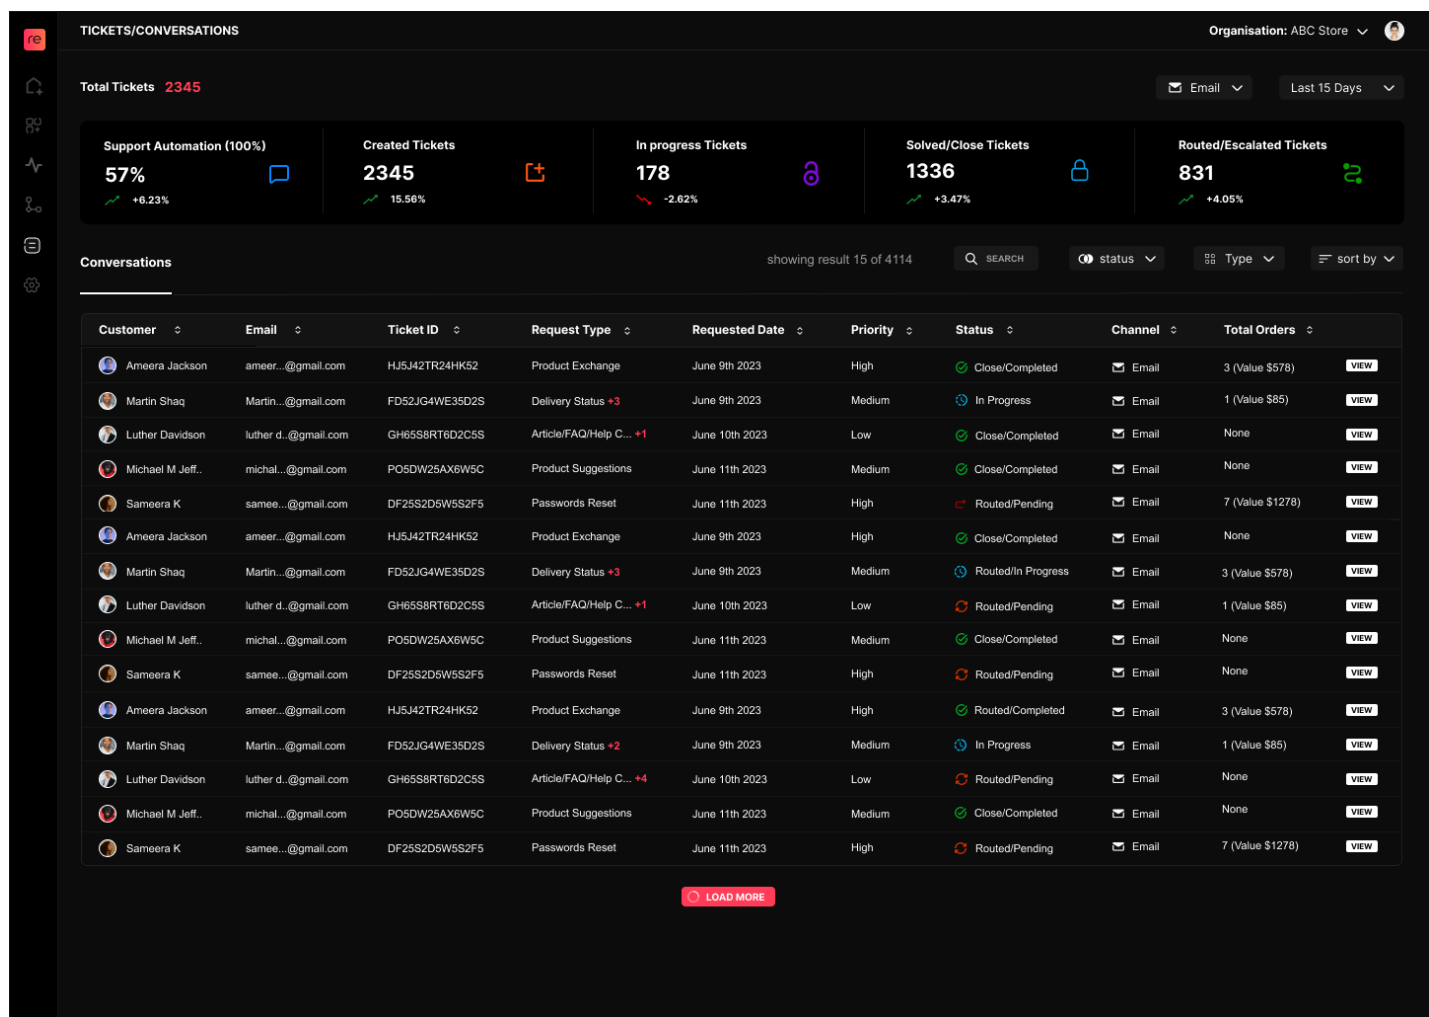 re
TICKETS/CONVERSATIONS
Organisation: ABC Store
Total Tickets 2345
Email
Last 15 Days
Support Automation (100%)
57%
+6.23%
Created Tickets
2345
15.56%
In progress Tickets
178
-2.62%
Solved/Close Tickets
1336
+3.47%
Routed/Escalated Tickets
831
+4.05%
Conversations
showing result 15 of 4114
SEARCH
status
Type
sort by
Customer Email Ticket ID Request Type Requested Date Priority Status Channel Total Orders
Ameera Jackson ameer...@gmail.com HJ5J42TR24HK52 Product Exchange June 9th 2023 High Close/Completed Email 3 (Value $578) VIEW
Martin Shaq Martin...@gmail.com FD52JG4WE35D2S Delivery Status +3 June 9th 2023 Medium In Progress Email 1 (Value $85) VIEW
Luther Davidson luther d..@gmail.com GH65S8RT6D2C5S Article/FAQ/Help C... +1 June 10th 2023 Low Close/Completed Email None VIEW
Michael M Jeff.. michal...@gmail.com PO5DW25AX6W5C Product Suggestions June 11th 2023 Medium Close/Completed Email None VIEW
Sameera K samee...@gmail.com DF25S2D5W5S2F5 Passwords Reset June 11th 2023 High Routed/Pending Email 7 (Value $1278) VIEW
Ameera Jackson ameer...@gmail.com HJ5J42TR24HK52 Product Exchange June 9th 2023 High Close/Completed Email None VIEW
Martin Shaq Martin...@gmail.com FD52JG4WE35D2S Delivery Status +3 June 9th 2023 Medium Routed/In Progress Email 3 (Value $578) VIEW
Luther Davidson luther d..@gmail.com GH65S8RT6D2C5S Article/FAQ/Help C... +1 June 10th 2023 Low Routed/Pending Email 1 (Value $85) VIEW
Michael M Jeff.. michal...@gmail.com PO5DW25AX6W5C Product Suggestions June 11th 2023 Medium Close/Completed Email None VIEW
Sameera K samee...@gmail.com DF25S2D5W5S2F5 Passwords Reset June 11th 2023 High Routed/Pending Email None VIEW
Ameera Jackson ameer...@gmail.com HJ5J42TR24HK52 Product Exchange June 9th 2023 High Routed/Completed Email 3 (Value $578) VIEW
Martin Shaq Martin...@gmail.com FD52JG4WE35D2S Delivery Status +2 June 9th 2023 Medium In Progress Email 1 (Value $85) VIEW
Luther Davidson luther d..@gmail.com GH65S8RT6D2C5S Article/FAQ/Help C... +4 June 10th 2023 Low Routed/Pending Email None VIEW
Michael M Jeff.. michal...@gmail.com PO5DW25AX6W5C Product Suggestions June 11th 2023 Medium Close/Completed Email None VIEW
Sameera K samee...@gmail.com DF25S2D5W5S2F5 Passwords Reset June 11th 2023 High Routed/Pending Email 7 (Value $1278) VIEW
LOAD MORE